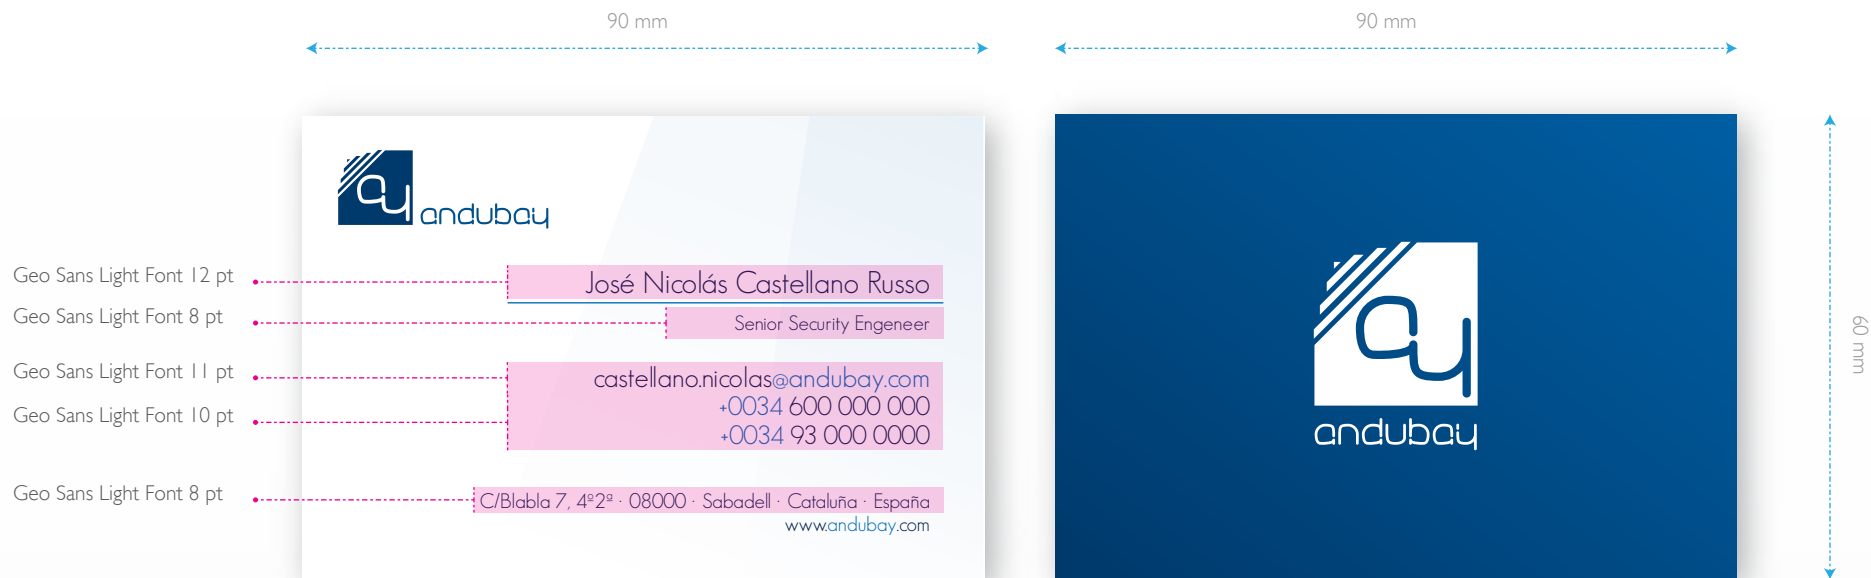 90 mm
90 mm
ay andubay
Geo Sans Light Font 12 pt
José Nicolás Castellano Russo
Geo Sans Light Font 8 pt
Senior Security Engeneer
Geo Sans Light Font 11 pt
castellano.nicolas@andubay.com
+0034 600 000 000
Geo Sans Light Font 10 pt
+0034 93 000 0000
Geo Sans Light Font 8 pt
C/Blabla 7, 4º2ª · 08000 · Sabadell · Cataluña · España
www.andubay.com
ay
andubay
60 mm